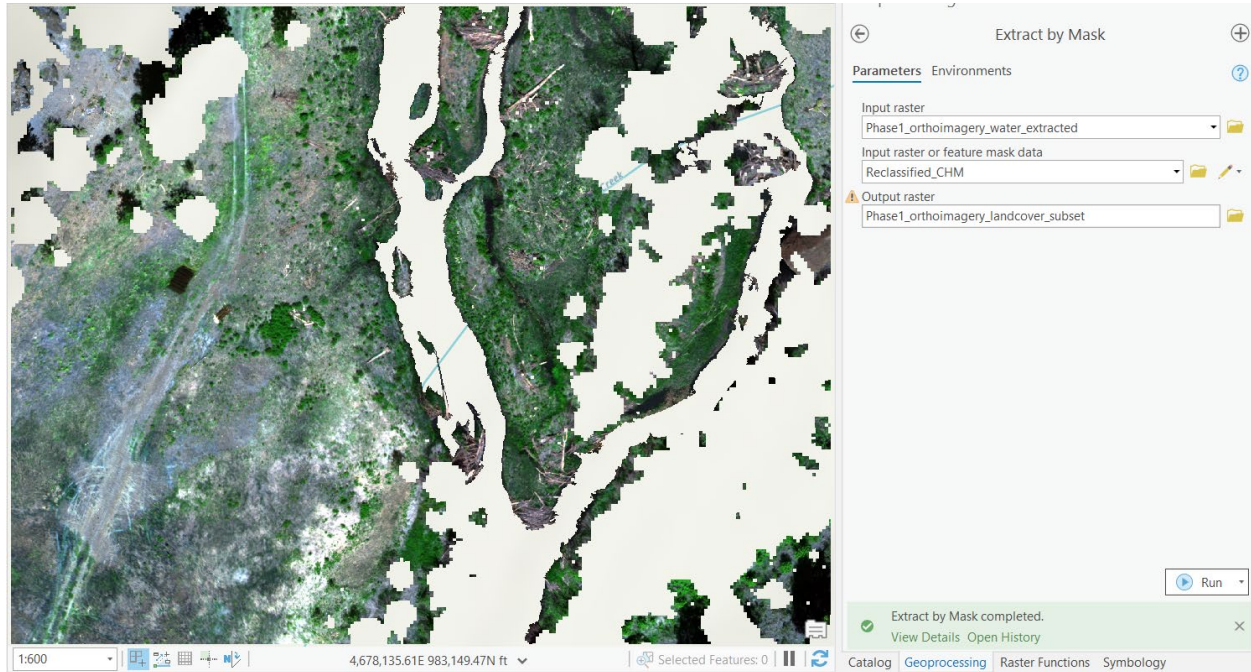 Extract by Mask
Parameters Environments
Input raster
Phase1_orthoimagery_water_extracted
Input raster or feature mask data
Reclassified_CHM
Output raster
Phase1_orthoimagery_landcover_subset
Creek
Run
Extract by Mask completed.
View Details Open History
1:600
4,678,135.61E 983,149.47N ft
Selected Features: 0
Catalog Geoprocessing Raster Functions Symbology